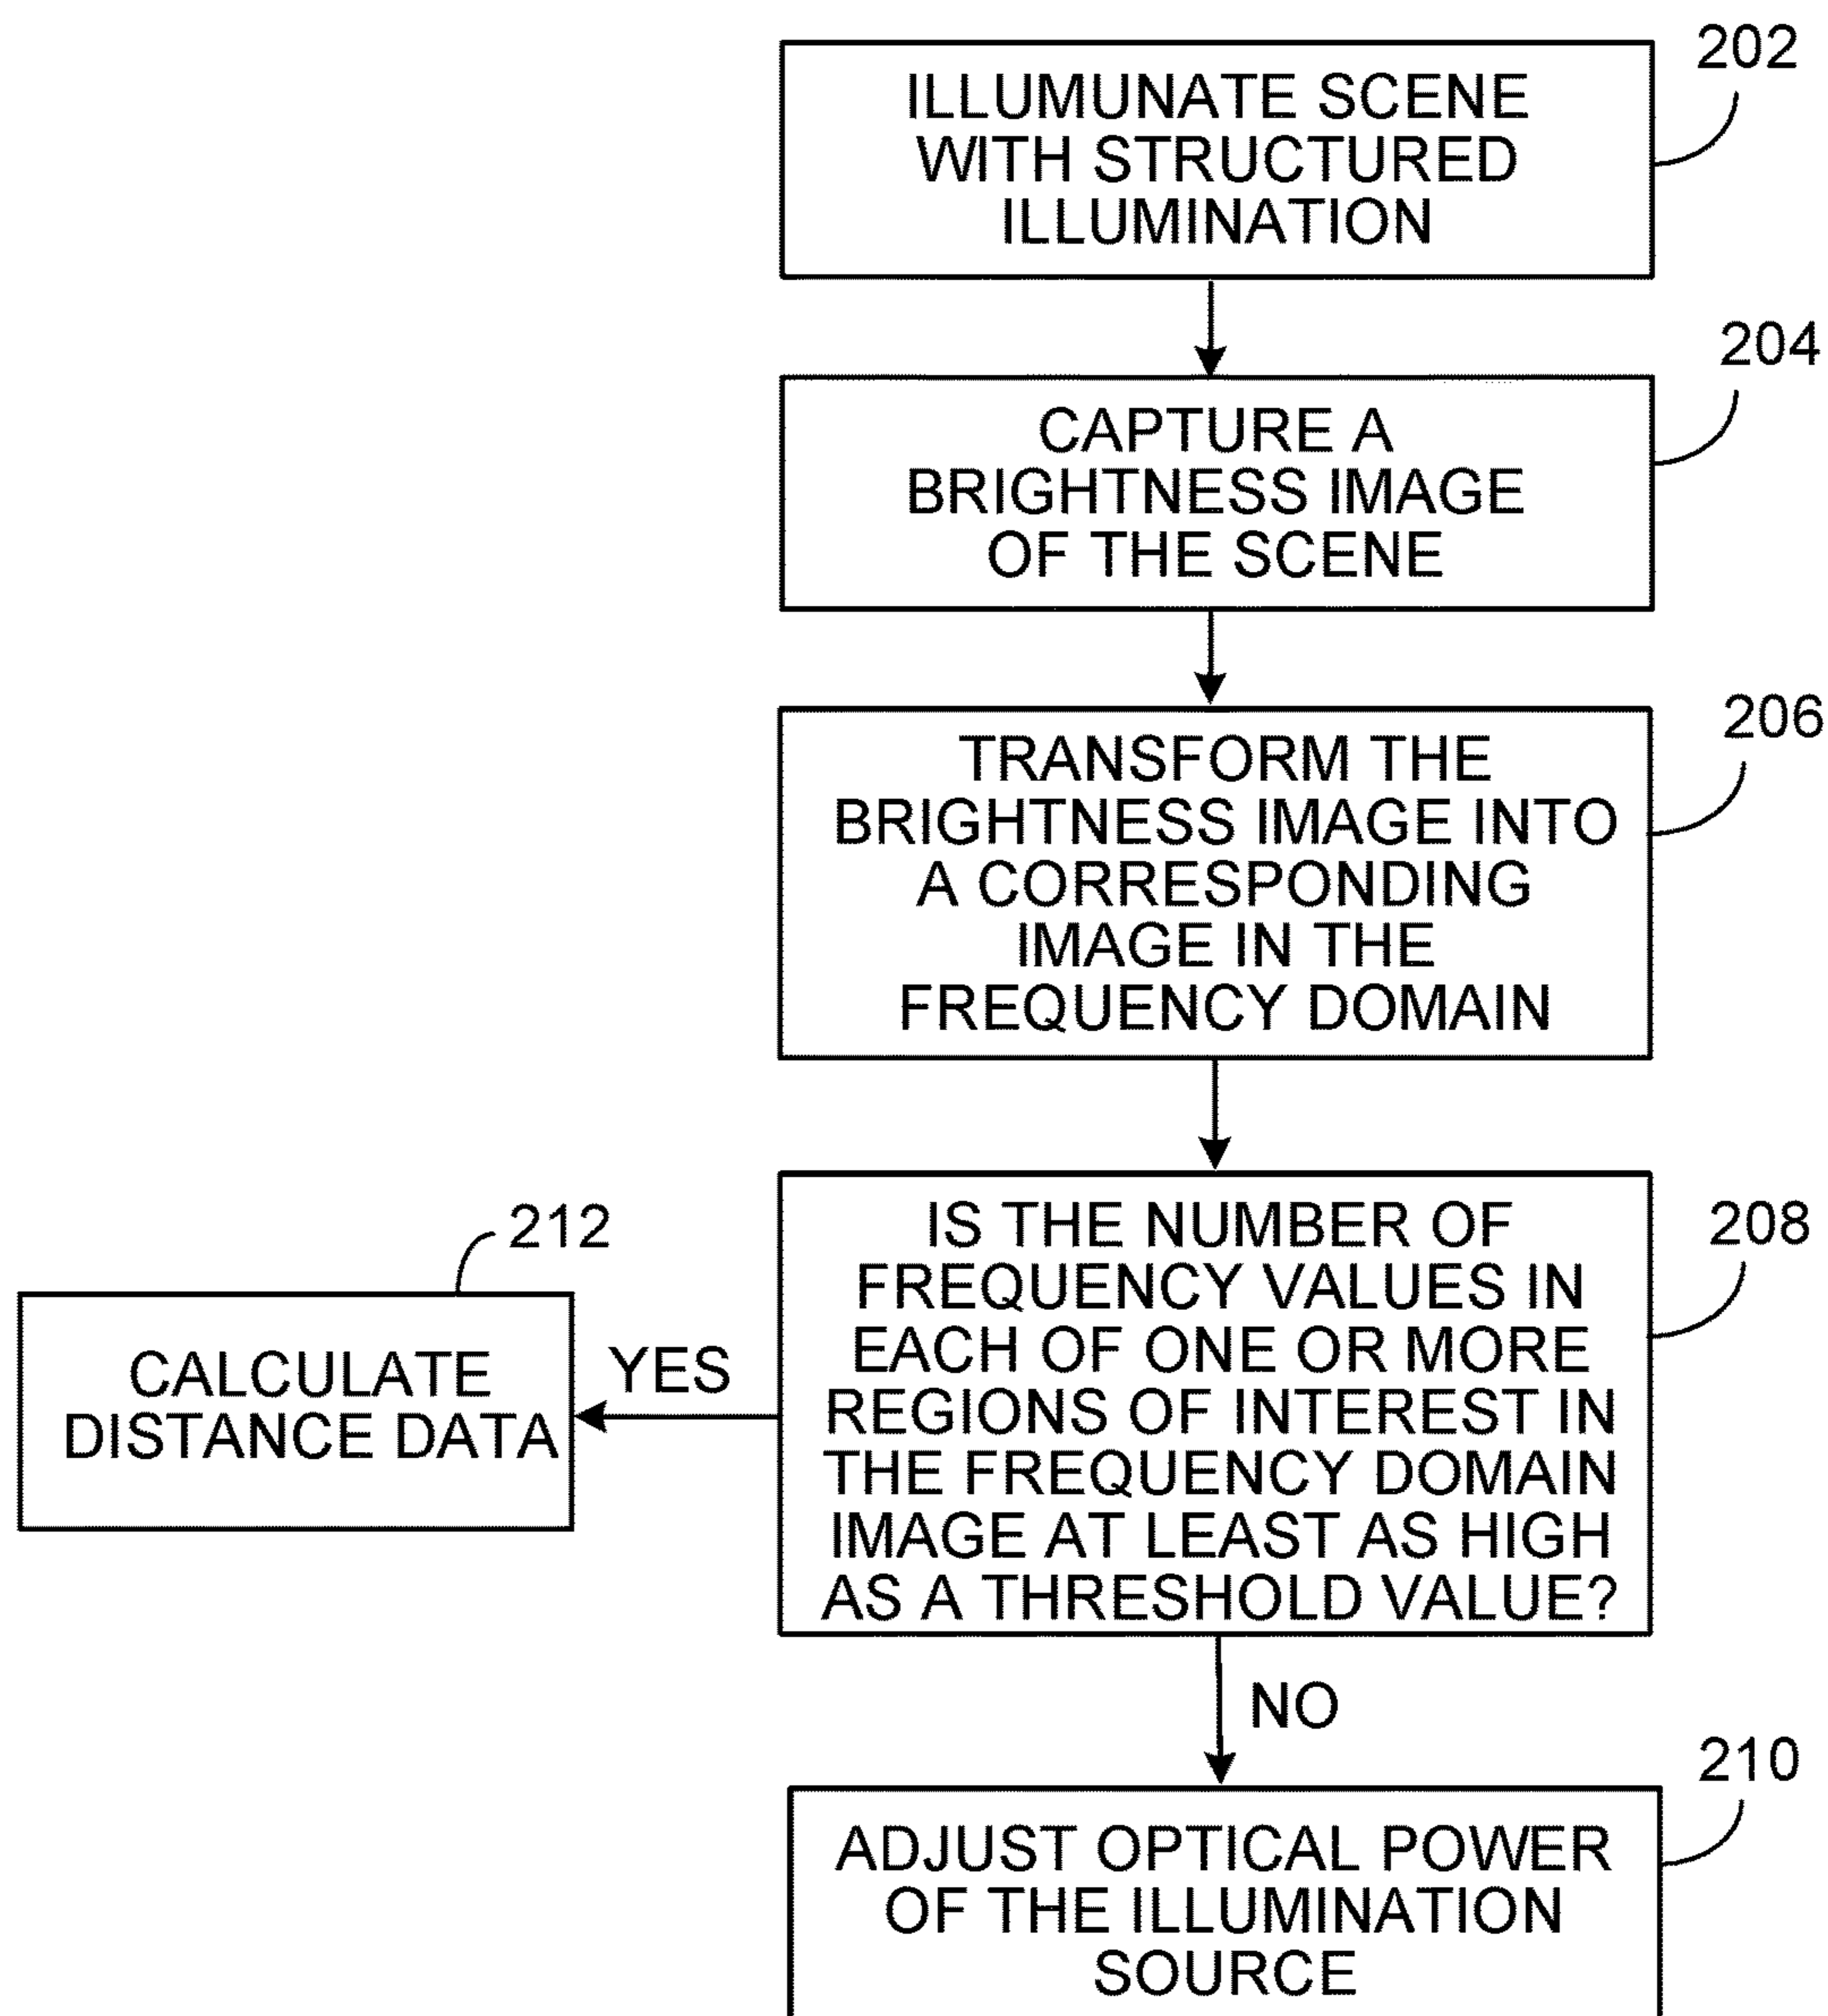 202
ILLUMUNATE SCENE
WITH STRUCTURED
ILLUMINATION
204
CAPTURE A
BRIGHTNESS IMAGE
OF THE SCENE
206
TRANSFORM THE
BRIGHTNESS IMAGE INTO
A CORRESPONDING
IMAGE IN THE
FREQUENCY DOMAIN
208
IS THE NUMBER OF
FREQUENCY VALUES IN
EACH OF ONE OR MORE
REGIONS OF INTEREST IN
THE FREQUENCY DOMAIN
IMAGE AT LEAST AS HIGH
AS A THRESHOLD VALUE?
212
YES
CALCULATE
DISTANCE DATA
NO
210
ADJUST OPTICAL POWER
OF THE ILLUMINATION
SOURCE